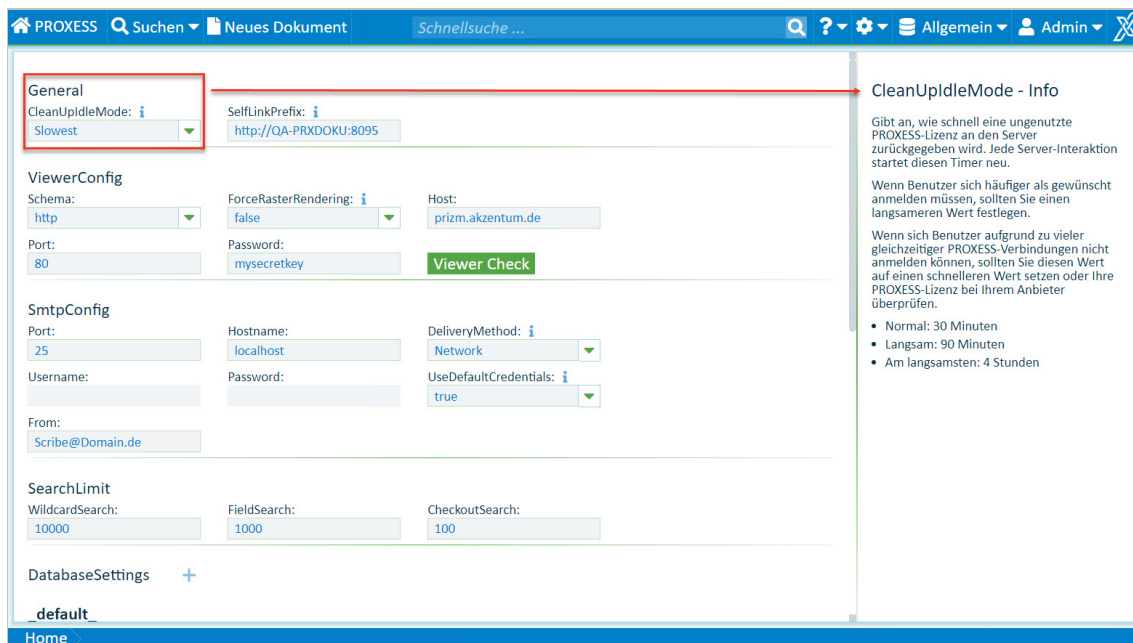 PROXESS Suchen Neues Dokument Schnellsuche ... ? Allgemein Admin
General
CleanUpIdleMode: i SelfLinkPrefix: i
Slowest http://QA-PRXDOKU:8095
ViewerConfig
Schema: ForceRasterRendering: i Host:
http false prizm.akzentum.de
Port: Password:
80 mysecretkey Viewer Check
SmtpConfig
Port: Hostname: DeliveryMethod: i
25 localhost Network
Username: Password: UseDefaultCredentials: i
true
From:
Scribe@Domain.de
SearchLimit
WildcardSearch: FieldSearch: CheckoutSearch:
10000 1000 100
DatabaseSettings +
_default_
CleanUpIdleMode - Info
Gibt an, wie schnell eine ungenutzte
PROXESS-Lizenz an den Server
zurückgegeben wird. Jede Server-Interaktion
startet diesen Timer neu.
Wenn Benutzer sich häufiger als gewünscht
anmelden müssen, sollten Sie einen
langsameren Wert festlegen.
Wenn sich Benutzer aufgrund zu vieler
gleichzeitiger PROXESS-Verbindungen nicht
anmelden können, sollten Sie diesen Wert
auf einen schnelleren Wert setzen oder Ihre
PROXESS-Lizenz bei Ihrem Anbieter
überprüfen.
• Normal: 30 Minuten
• Langsam: 90 Minuten
• Am langsamsten: 4 Stunden
Home